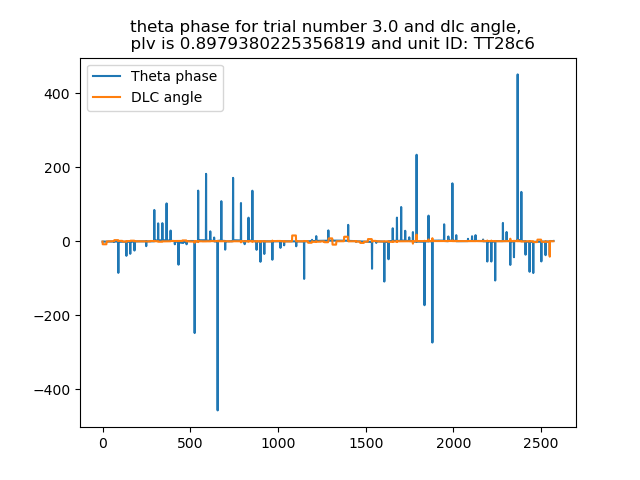 theta phase for trial number 3.0 and dlc angle,
plv is 0.8979380225356819 and unit ID: TT28c6
Theta phase
DLC angle
400
200
0
−200
−400
0 500 1000 1500 2000 2500